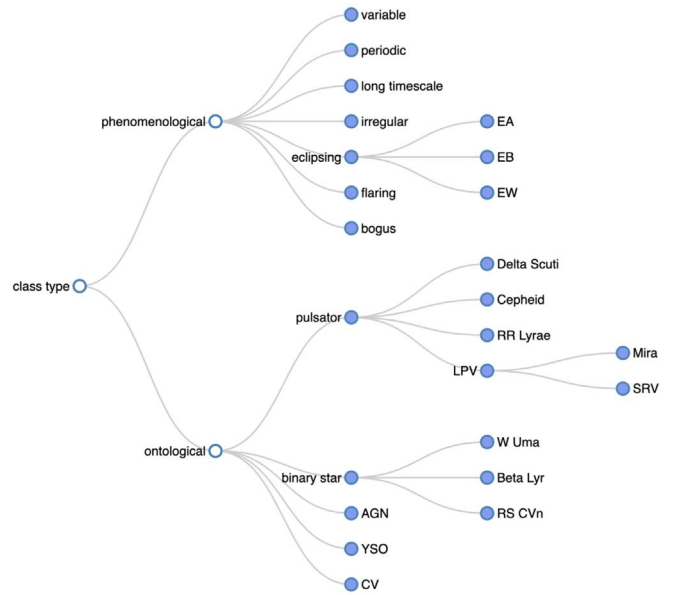 variable
periodic
long timescale
phenomenological
irregular
EA
eclipsing
EB
flaring
EW
bogus
Delta Scuti
class type
Cepheid
pulsator
RR Lyrae
Mira
LPV
SRV
W Uma
ontological
binary star
Beta Lyr
AGN
RS CVn
YSO
CV